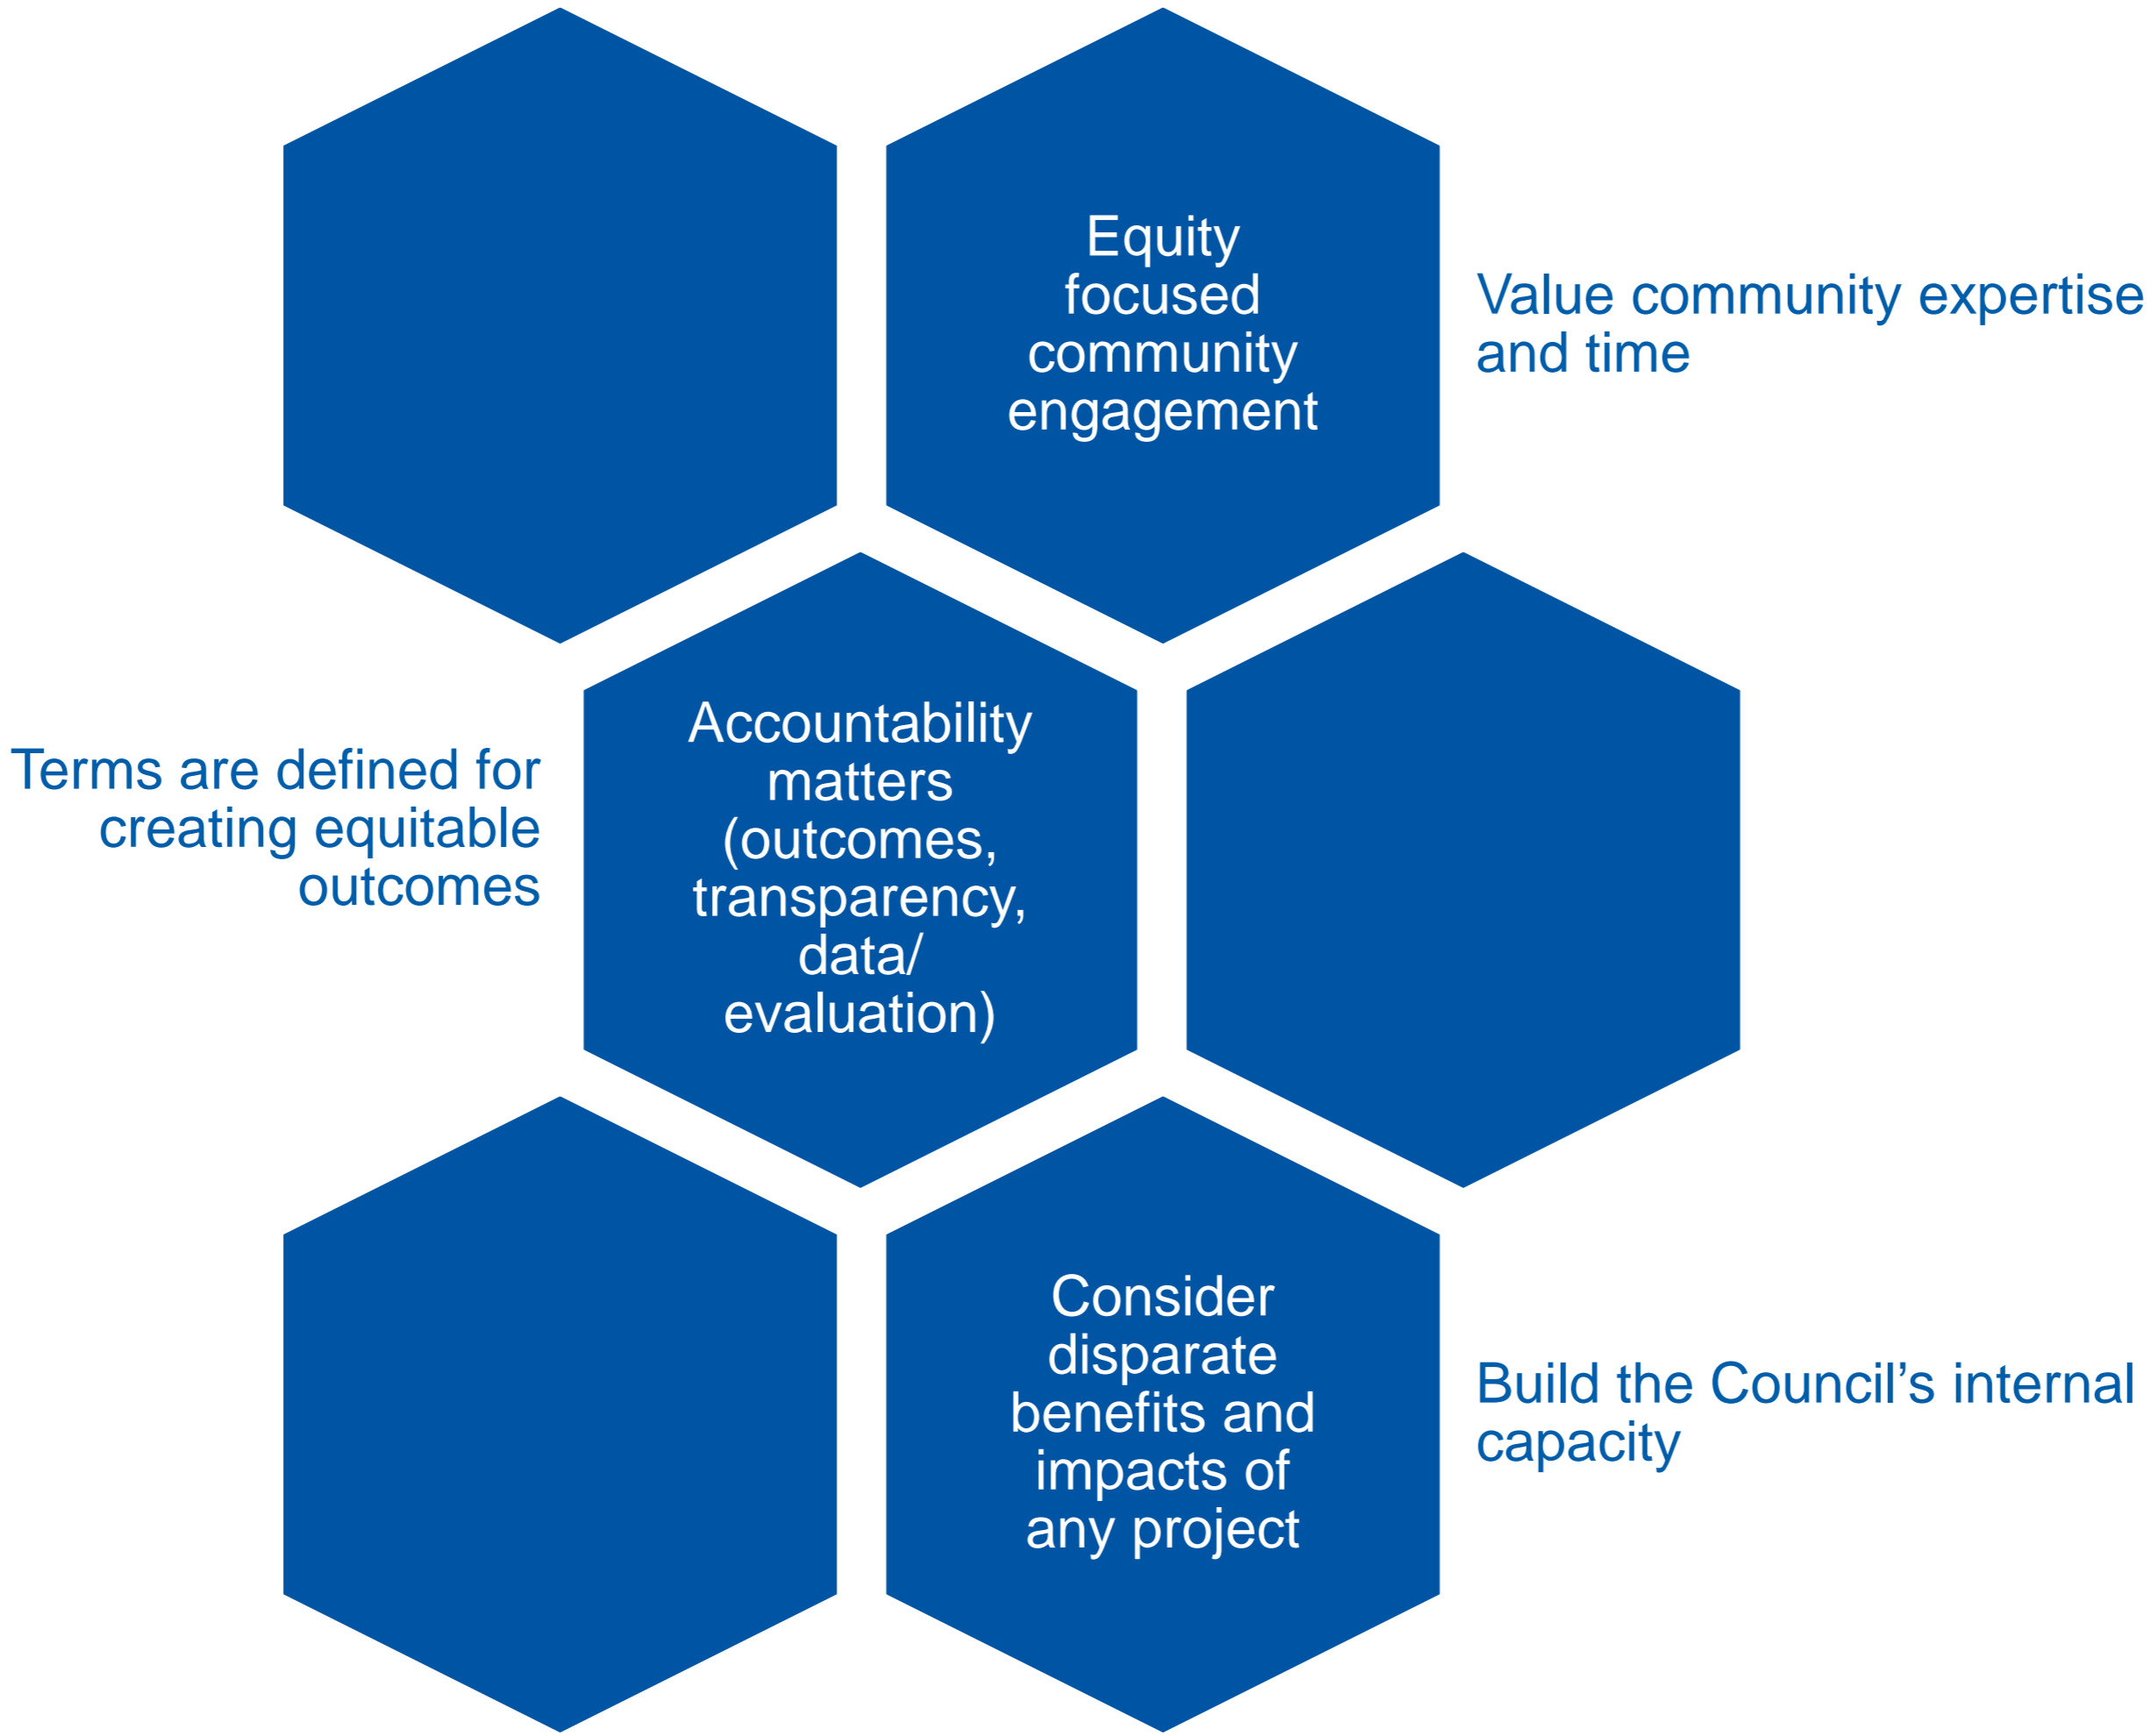 Equity
focused
community
engagement
Value community expertise
and time
Terms are defined for
creating equitable
outcomes
Accountability
matters
(outcomes,
transparency,
data/
evaluation)
Consider
disparate
benefits and
impacts of
any project
Build the Council’s internal
capacity